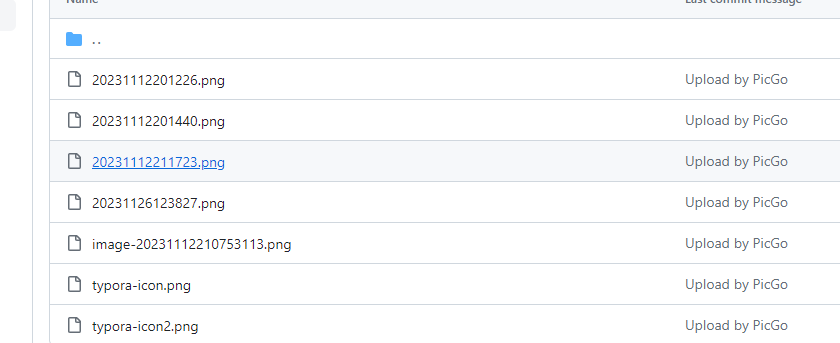 Name Last commit message
..
20231112201226.png Upload by PicGo
20231112201440.png Upload by PicGo
20231112211723.png Upload by PicGo
20231126123827.png Upload by PicGo
image-20231112210753113.png Upload by PicGo
typora-icon.png Upload by PicGo
typora-icon2.png Upload by PicGo